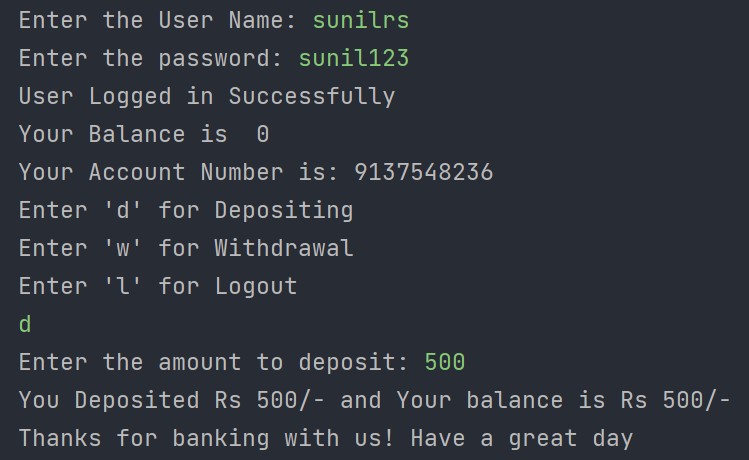 Enter the User Name: sunilrs
Enter the password: sunil123
User Logged in Successfully
Your Balance is  0
Your Account Number is: 9137548236
Enter 'd' for Depositing
Enter 'w' for Withdrawal
Enter 'l' for Logout
d
Enter the amount to deposit: 500
You Deposited Rs 500/- and Your balance is Rs 500/-
Thanks for banking with us! Have a great day